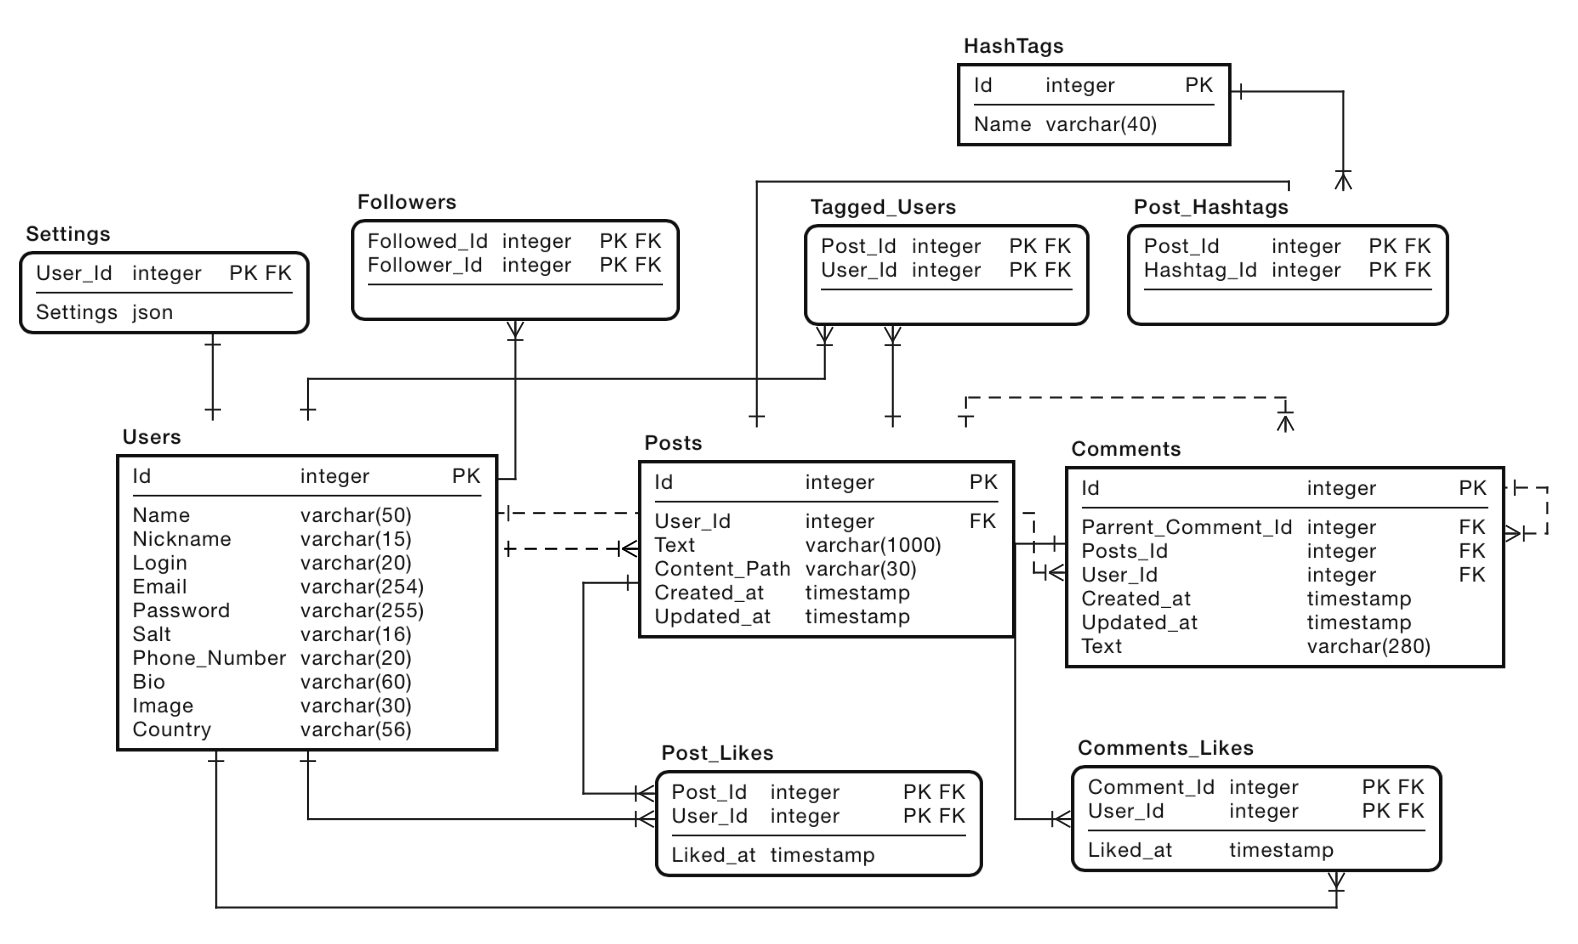 HashTags
Id integer PK
Name varchar(40)
Settings
User_Id integer PK FK
Settings json
Followers
Followed_Id integer PK FK
Follower_Id integer PK FK
Tagged_Users
Post_Id integer PK FK
User_Id integer PK FK
Post_Hashtags
Post_Id integer PK FK
Hashtag_Id integer PK FK
Users
Id integer PK
Name varchar(50)
Nickname varchar(15)
Login varchar(20)
Email varchar(254)
Password varchar(255)
Salt varchar(16)
Phone_Number varchar(20)
Bio varchar(60)
Image varchar(30)
Country varchar(56)
Posts
Id integer PK
User_Id integer FK
Text varchar(1000)
Content_Path varchar(30)
Created_at timestamp
Updated_at timestamp
Comments
Id integer PK
Parrent_Comment_Id integer FK
Posts_Id integer FK
User_Id integer FK
Created_at timestamp
Updated_at timestamp
Text varchar(280)
Post_Likes
Post_Id integer PK FK
User_Id integer PK FK
Liked_at timestamp
Comments_Likes
Comment_Id integer PK FK
User_Id integer PK FK
Liked_at timestamp